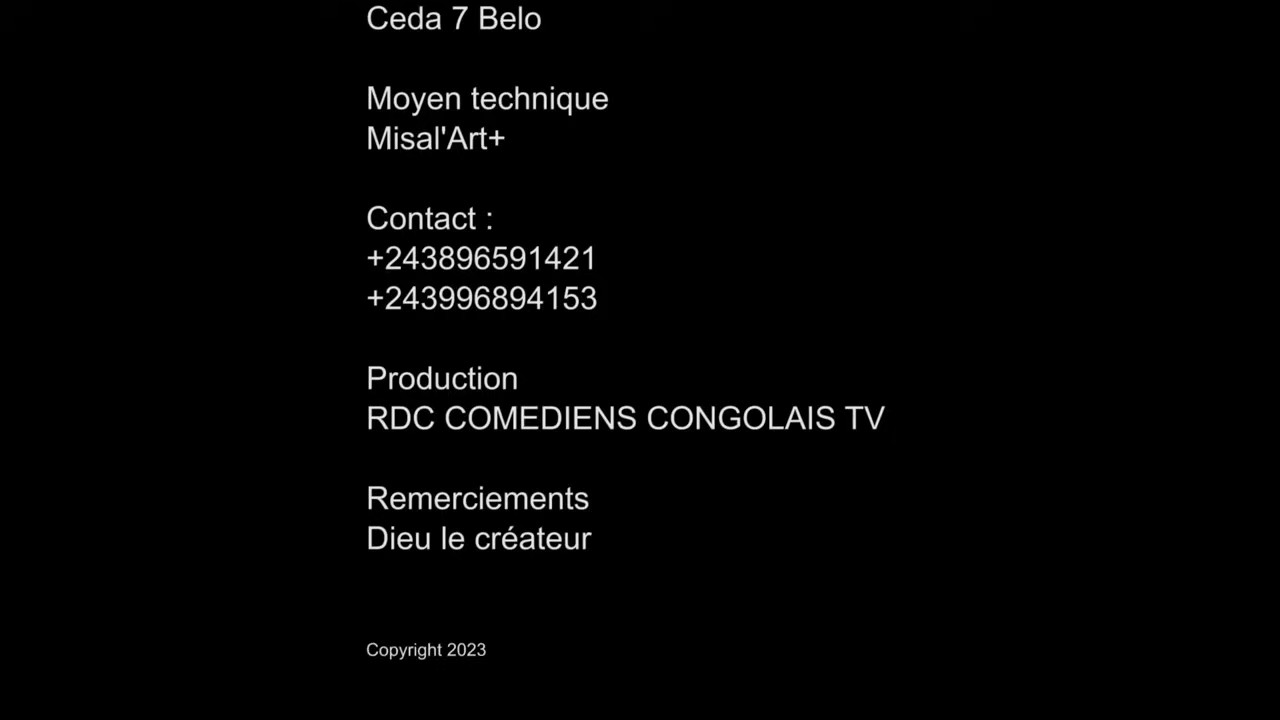 Ceda 7 Belo
Moyen technique
Misal'Art+
Contact :
+243896591421
+243996894153
Production
RDC COMEDIENS CONGOLAIS TV
Remerciements
Dieu le créateur
Copyright 2023